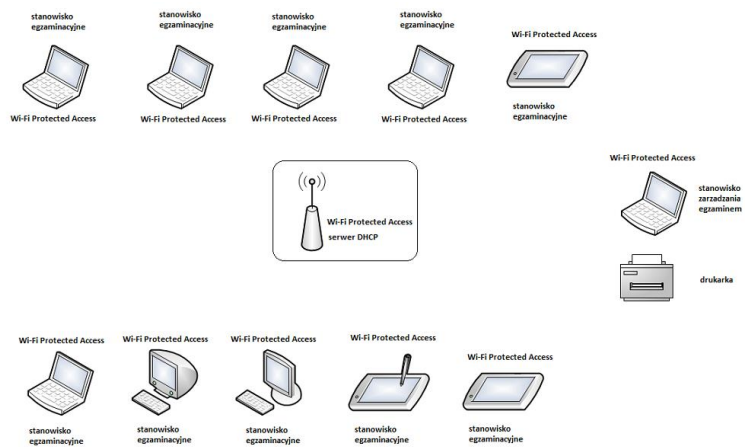 stanowisko
egzaminacyjne
Wi-Fi Protected Access
stanowisko
egzaminacyjne
Wi-Fi Protected Access
stanowisko
egzaminacyjne
Wi-Fi Protected Access
stanowisko
egzaminacyjne
Wi-Fi Protected Access
Wi-Fi Protected Access
stanowisko
egzaminacyjne
Wi-Fi Protected Access
stanowisko
zarzadzania
egzaminem
Wi-Fi Protected Access
serwer DHCP
drukarka
Wi-Fi Protected Access
stanowisko
egzaminacyjne
Wi-Fi Protected Access
stanowisko
egzaminacyjne
Wi-Fi Protected Access
stanowisko
egzaminacyjne
Wi-Fi Protected Access
stanowisko
egzaminacyjne
Wi-Fi Protected Access
stanowisko
egzaminacyjne